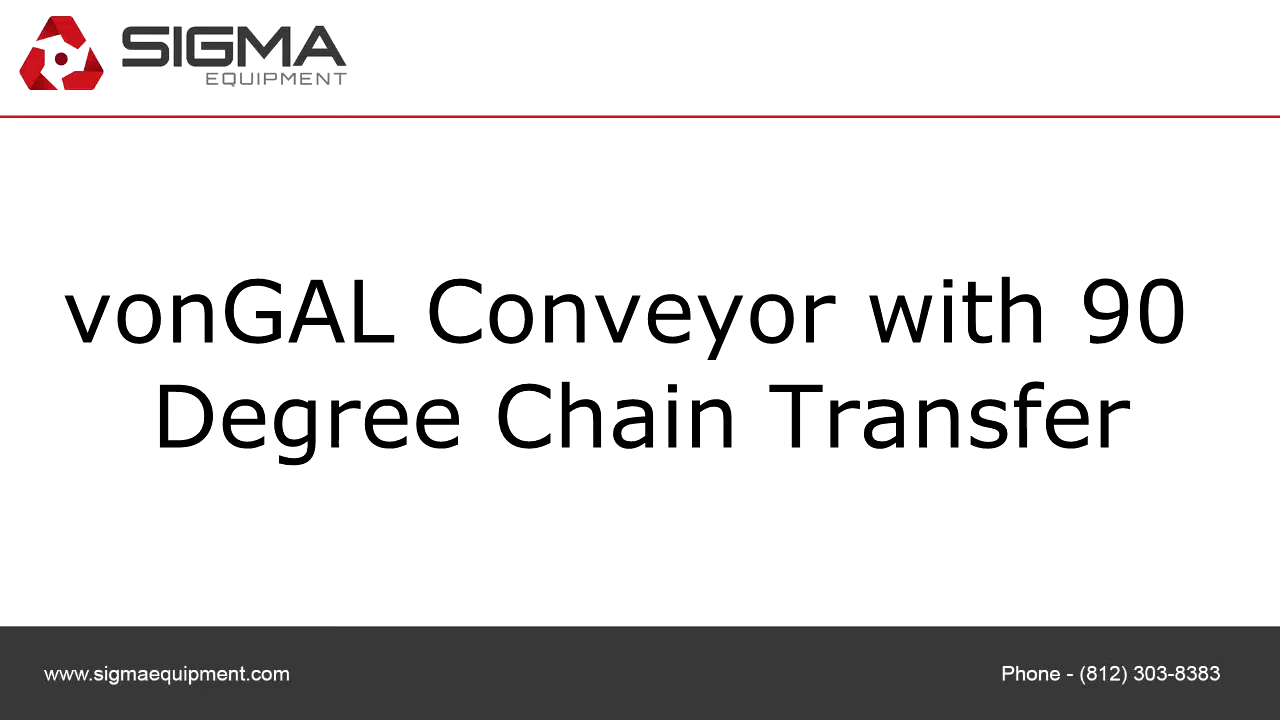 SIGMA
EQUIPMENT
vonGAL Conveyor with 90
Degree Chain Transfer
www.sigmaequipment.com
Phone - (812) 303-8383